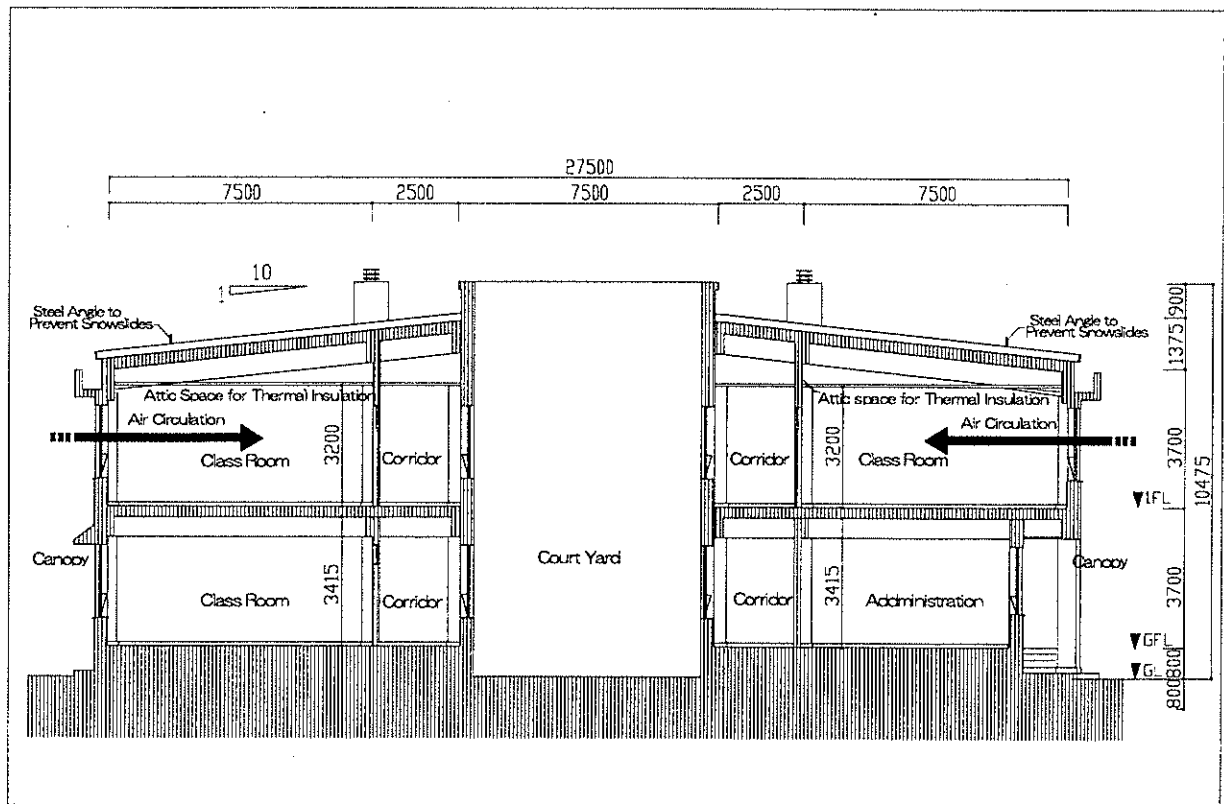 27500
7500 2500 7500 2500 7500
10
1
Steel Angle to
Prevent Snowslides
Steel Angle to
Prevent Snowslides
900
1375
Attic Space for Thermal Insulation
Attic space for Thermal Insulation
Air Circulation
Air Circulation
3200
3200
3700
10475
Class Room
Corridor
Corridor
Class Room
▼1FL
Canopy
Court Yard
Canopy
3415
3415
3700
Class Room
Corridor
Corridor
Addministration
▼GFL
▼GL
800
800